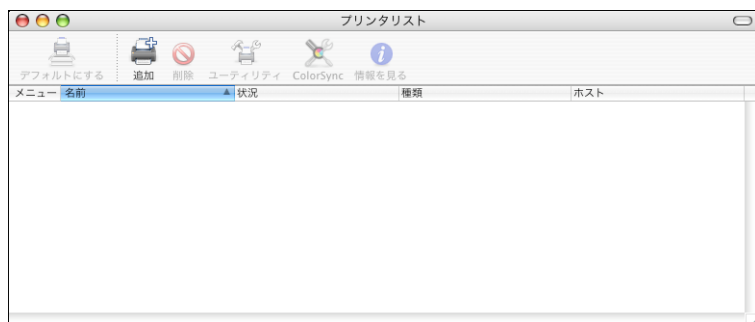 プリンタリスト
デフォルトにする 追加 削除 ユーティリティ ColorSync 情報を見る
メニュー 名前 状況 種類 ホスト